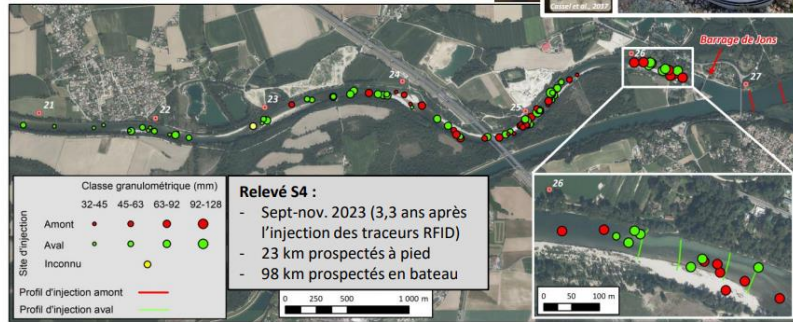 Cassel et al., 2017
Barrage de Jons
21
22
23
24
25
26
27
Classe granulométrique (mm)
32-45 45-63 63-92 92-128
Site d'injection
Amont
Aval
Inconnu
Profil d'injection amont
Profil d'injection aval
Relevé S4 :
- Sept-nov. 2023 (3,3 ans après
l'injection des traceurs RFID)
- 23 km prospectés à pied
- 98 km prospectés en bateau
0 250 500 1 000 m
26
0 50 100 m